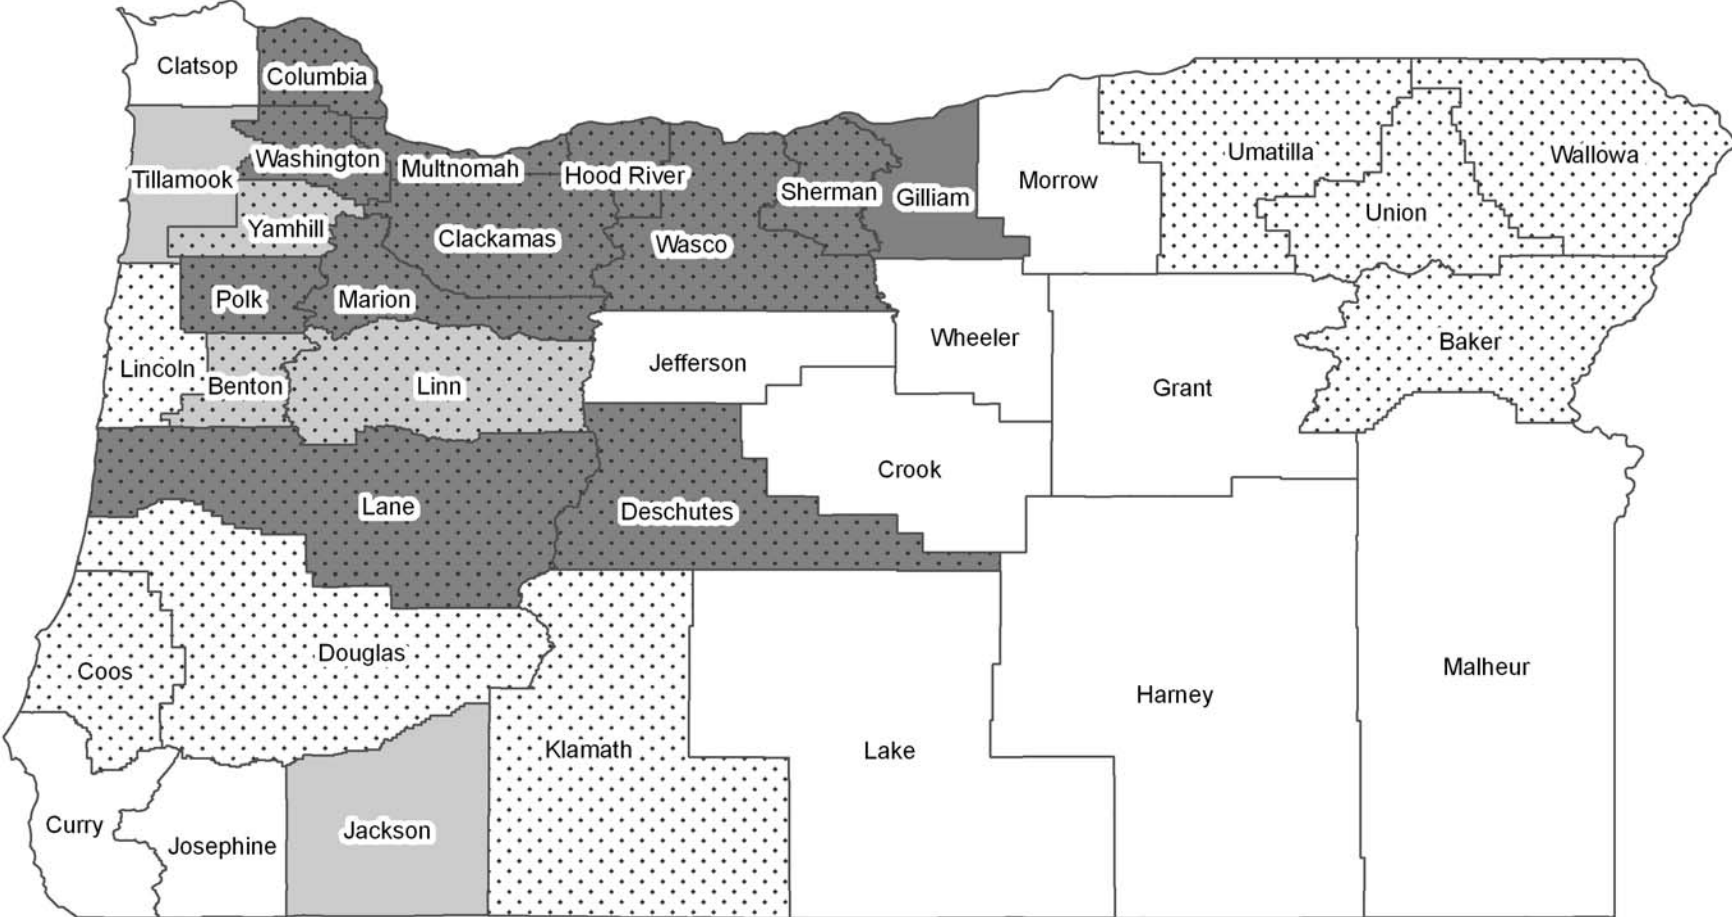 Clatsop
Columbia
Washington
Tillamook
Multnomah
Hood River
Sherman
Gilliam
Morrow
Umatilla
Wallowa
Union
Yamhill
Clackamas
Wasco
Polk
Marion
Wheeler
Baker
Lincoln
Benton
Linn
Jefferson
Grant
Crook
Lane
Deschutes
Coos
Douglas
Klamath
Lake
Harney
Malheur
Curry
Josephine
Jackson